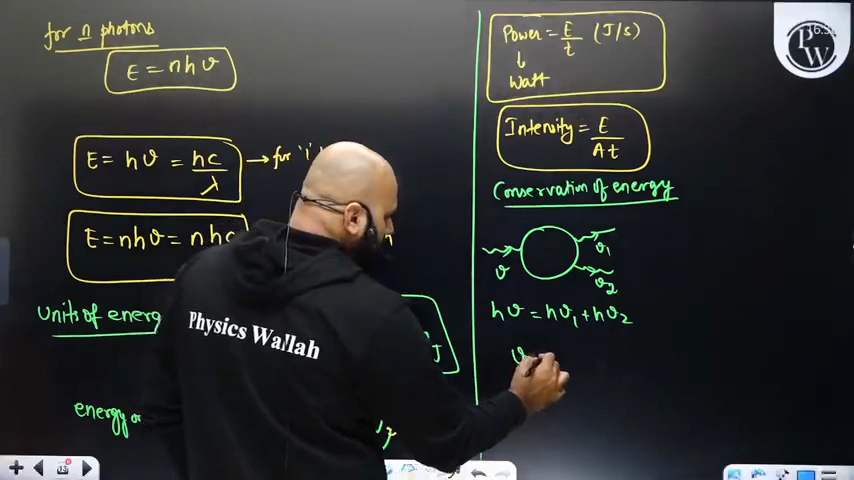 for n photons
E = nhν
E = hν = hc/λ → for '1'
E = nhν = nhc
Units of energ
J
energy
Power = E/t (J/s)
↓
Watt
Intensity = E/At
Conservation of energy
ν
ν1
ν2
hν = hν1 + hν2
ν
PW
Physics Wallah